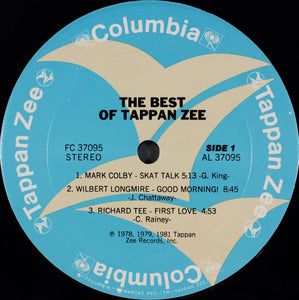 Columbia
Tappan Zee
Tappan Zee
THE BEST
OF TAPPAN ZEE
FC 37095
STEREO
SIDE 1
AL 37095
1. MARK COLBY - SKAT TALK 5:13 -G. King-
2. WILBERT LONGMIRE - GOOD MORNING! 8:45
-J. Chattaway-
3. RICHARD TEE - FIRST LOVE 4:53
-C. Rainey-
℗ 1978, 1979, 1981 Tappan
Zee Records, Inc.
Columbia
Columbia